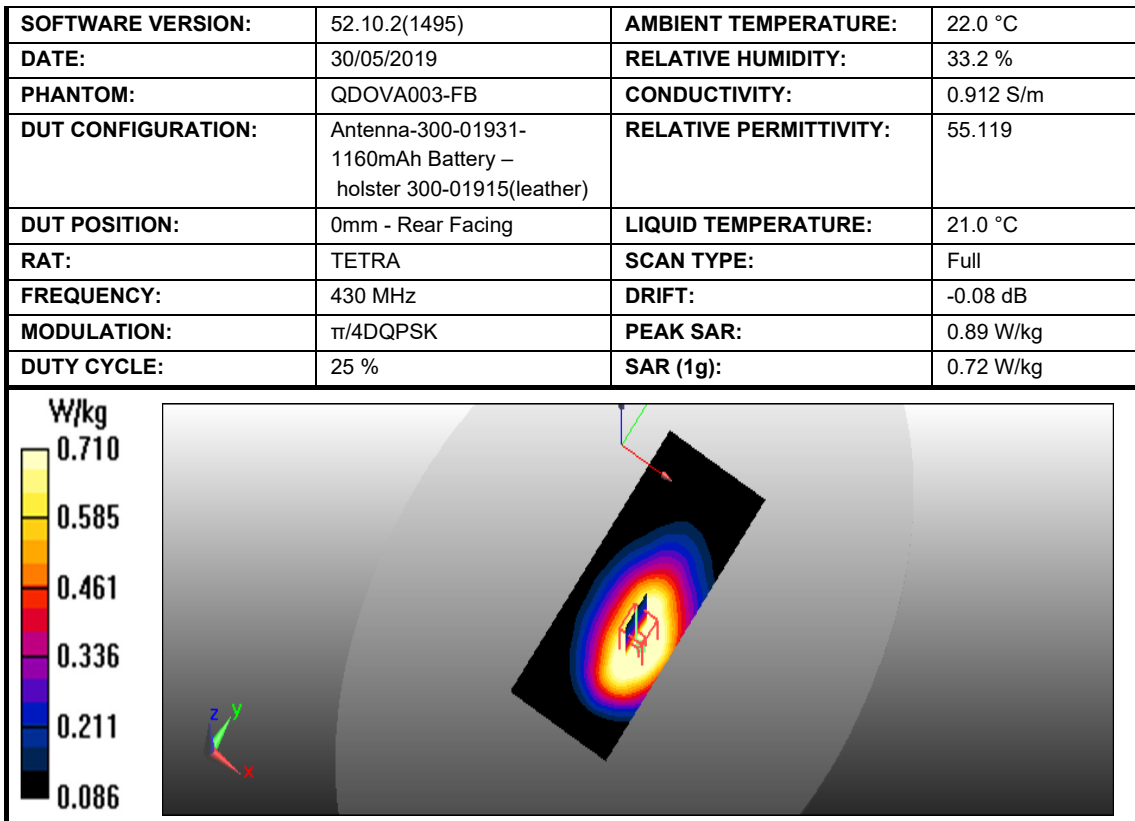 SOFTWARE VERSION: 52.10.2(1495) AMBIENT TEMPERATURE: 22.0 °C
DATE: 30/05/2019 RELATIVE HUMIDITY: 33.2 %
PHANTOM: QDOVA003-FB CONDUCTIVITY: 0.912 S/m
DUT CONFIGURATION: Antenna-300-01931- RELATIVE PERMITTIVITY: 55.119
1160mAh Battery –
holster 300-01915(leather)
DUT POSITION: 0mm - Rear Facing LIQUID TEMPERATURE: 21.0 °C
RAT: TETRA SCAN TYPE: Full
FREQUENCY: 430 MHz DRIFT: -0.08 dB
MODULATION: π/4DQPSK PEAK SAR: 0.89 W/kg
DUTY CYCLE: 25 % SAR (1g): 0.72 W/kg
W/kg
0.710
0.585
0.461
0.336
0.211
0.086
z y
x